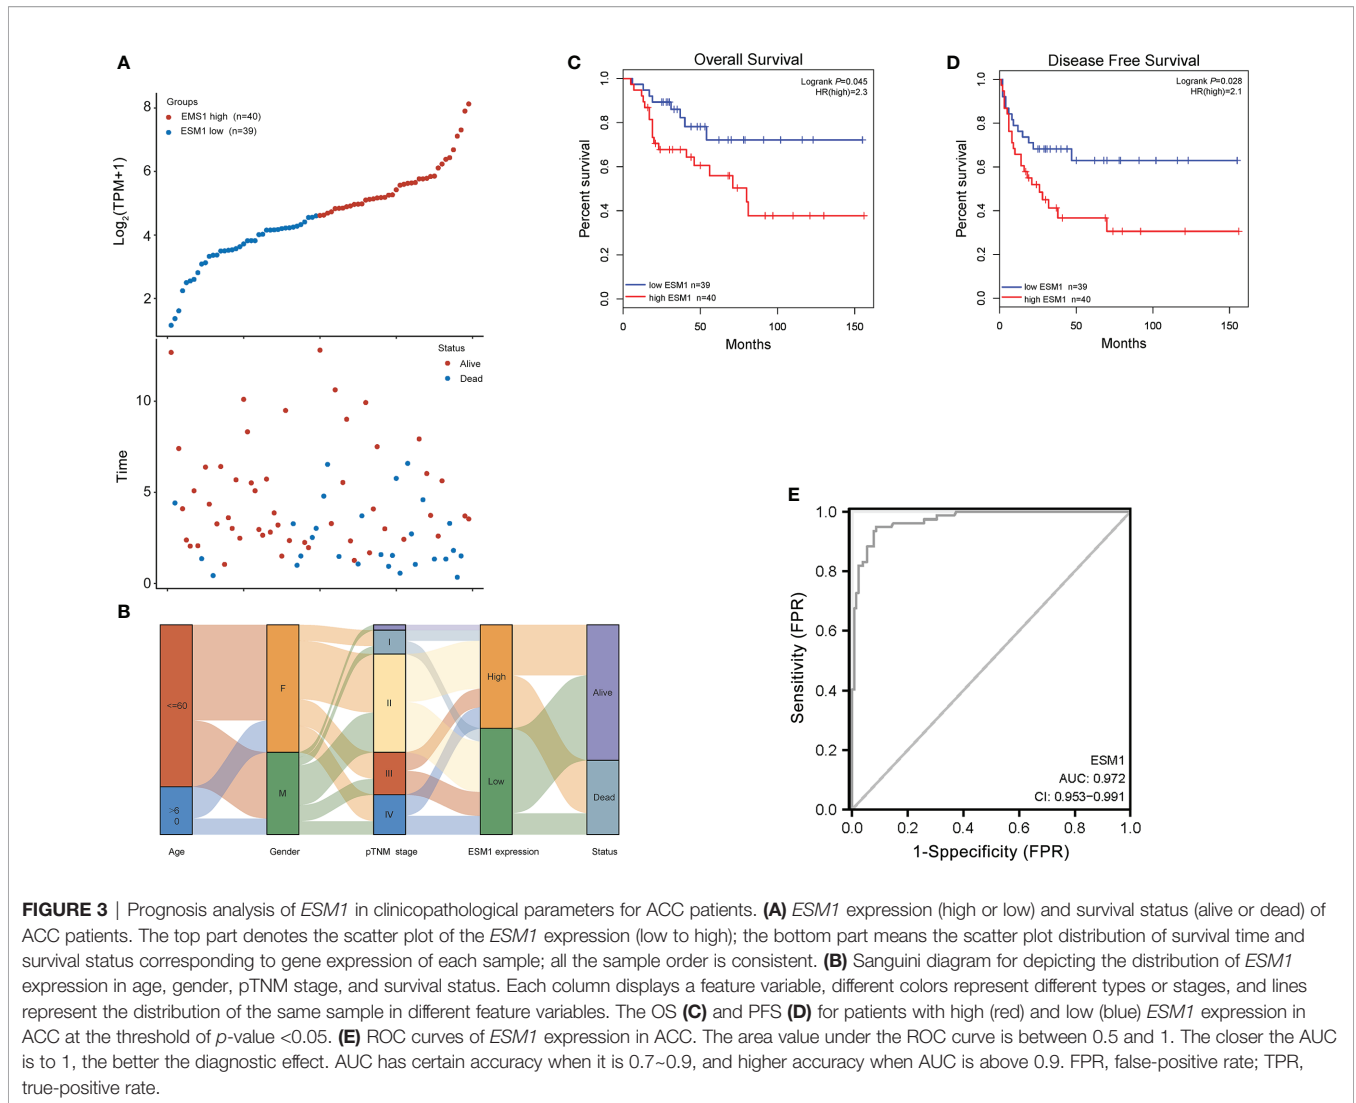 A
Groups
EMS1 high (n=40)
ESM1 low (n=39)
8
6
4
2
Log2(TPM+1)
Status
Alive
Dead
10
5
0
Time
B
<=60
>6
0
F
M
I
II
III
IV
High
Low
Alive
Dead
Age
Gender
pTNM stage
ESM1 expression
Status
C
Overall Survival
Logrank P=0.045
HR(high)=2.3
1.0
0.8
0.6
0.4
0.2
0.0
Percent survival
low ESM1 n=39
high ESM1 n=40
0
50
100
150
Months
D
Disease Free Survival
Logrank P=0.028
HR(high)=2.1
1.0
0.8
0.6
0.4
0.2
0.0
Percent survival
low ESM1 n=39
high ESM1 n=40
0
50
100
150
Months
E
1.0
0.8
0.6
0.4
0.2
0.0
Sensitivity (FPR)
ESM1
AUC: 0.972
CI: 0.953−0.991
0.0
0.2
0.4
0.6
0.8
1.0
1-Sppecificity (FPR)
FIGURE 3 | Prognosis analysis of ESM1 in clinicopathological parameters for ACC patients. (A) ESM1 expression (high or low) and survival status (alive or dead) of
ACC patients. The top part denotes the scatter plot of the ESM1 expression (low to high); the bottom part means the scatter plot distribution of survival time and
survival status corresponding to gene expression of each sample; all the sample order is consistent. (B) Sanguini diagram for depicting the distribution of ESM1
expression in age, gender, pTNM stage, and survival status. Each column displays a feature variable, different colors represent different types or stages, and lines
represent the distribution of the same sample in different feature variables. The OS (C) and PFS (D) for patients with high (red) and low (blue) ESM1 expression in
ACC at the threshold of p-value <0.05. (E) ROC curves of ESM1 expression in ACC. The area value under the ROC curve is between 0.5 and 1. The closer the AUC
is to 1, the better the diagnostic effect. AUC has certain accuracy when it is 0.7~0.9, and higher accuracy when AUC is above 0.9. FPR, false-positive rate; TPR,
true-positive rate.